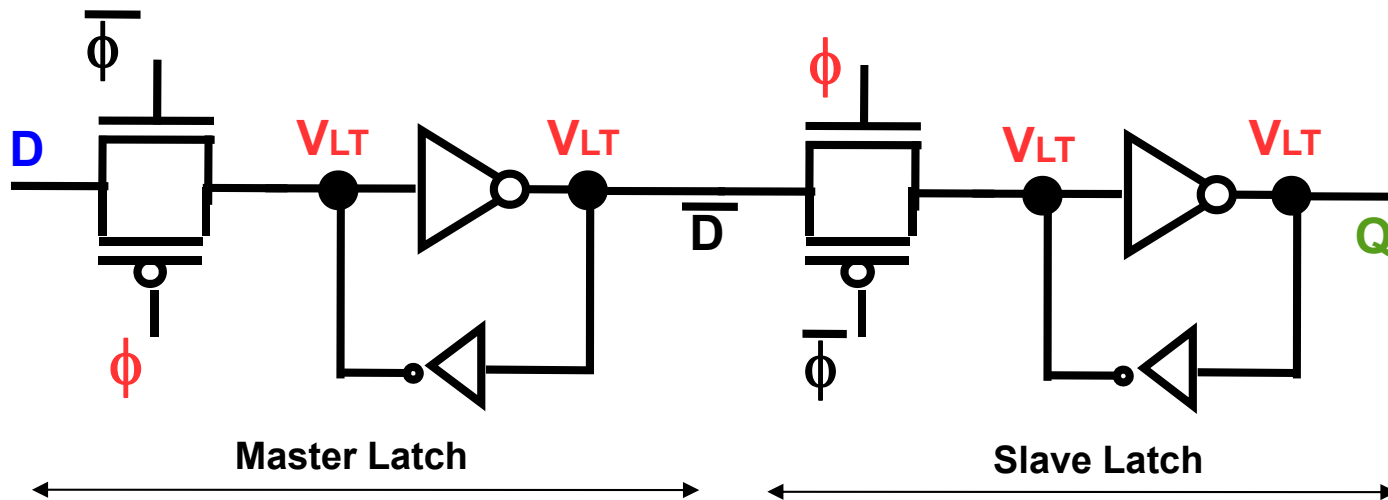 ϕ̅
ϕ
D
VLT
VLT
VLT
VLT
D̅
Q
ϕ
ϕ̅
Master Latch
Slave Latch